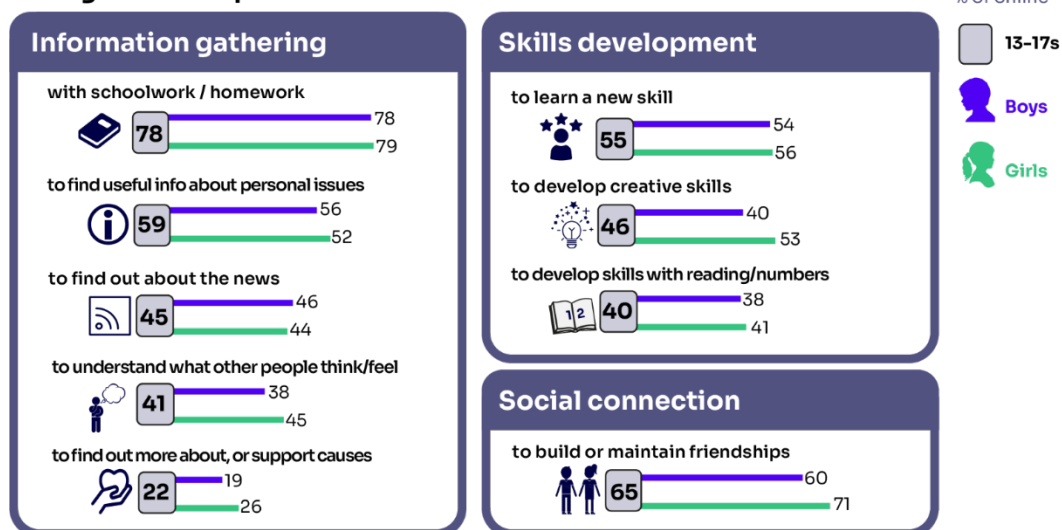 % of online
13-17s
Boys
Girls
Information gathering
with schoolwork / homework
78
78
79
to find useful info about personal issues
59
56
52
to find out about the news
45
46
44
to understand what other people think/feel
41
38
45
to find out more about, or support causes
22
19
26
Skills development
to learn a new skill
55
54
56
to develop creative skills
46
40
53
to develop skills with reading/numbers
1 2
40
38
41
Social connection
to build or maintain friendships
65
60
71